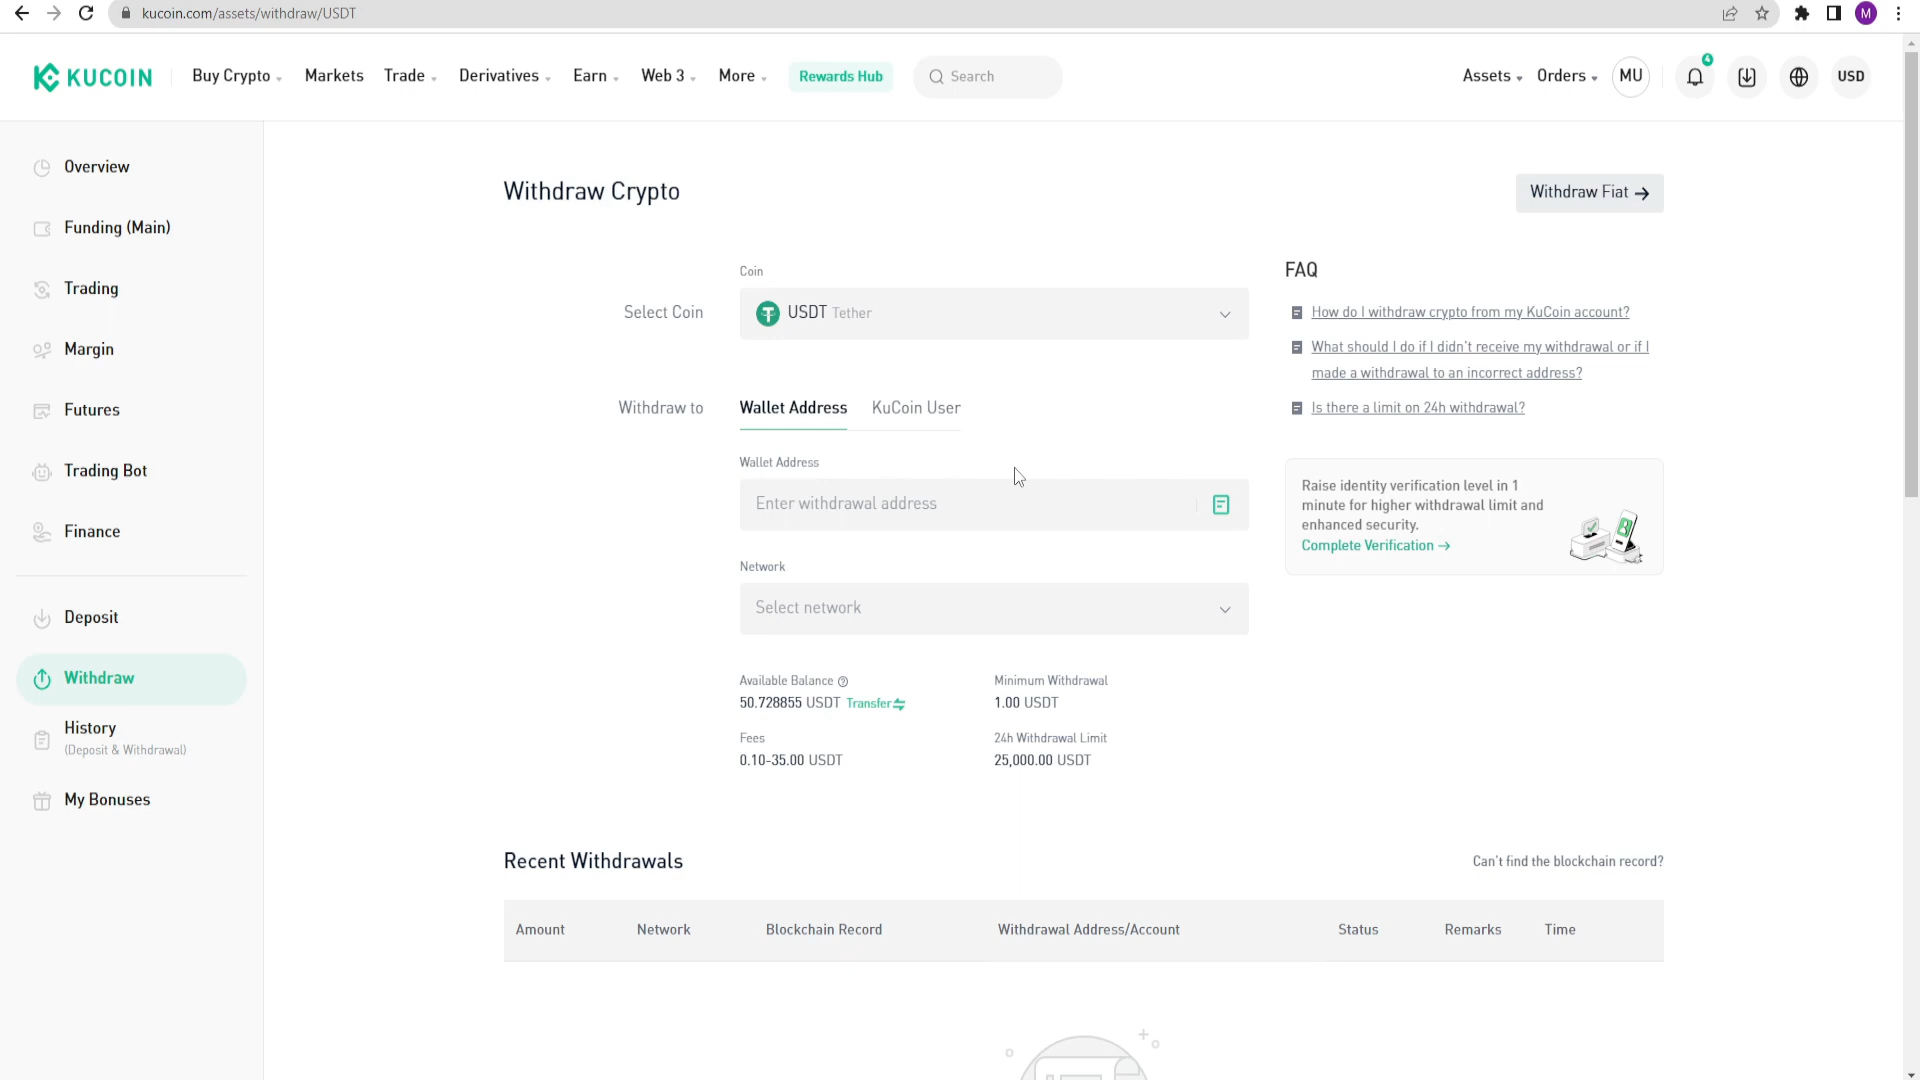 kucoin.com/assets/withdraw/USDT
M
KUCOIN
Buy Crypto
Markets
Trade
Derivatives
Earn
Web 3
More
Rewards Hub
Search
Assets
Orders
MU
4
USD
Overview
Funding (Main)
Trading
Margin
Futures
Trading Bot
Finance
Deposit
Withdraw
History
(Deposit & Withdrawal)
My Bonuses
Withdraw Crypto
Withdraw Fiat →
Coin
Select Coin
USDT Tether
Withdraw to
Wallet Address
KuCoin User
Wallet Address
Enter withdrawal address
Network
Select network
Available Balance
50.728855 USDT Transfer
Minimum Withdrawal
1.00 USDT
Fees
0.10-35.00 USDT
24h Withdrawal Limit
25,000.00 USDT
FAQ
How do I withdraw crypto from my KuCoin account?
What should I do if I didn't receive my withdrawal or if I
made a withdrawal to an incorrect address?
Is there a limit on 24h withdrawal?
Raise identity verification level in 1
minute for higher withdrawal limit and
enhanced security.
Complete Verification →
Recent Withdrawals
Can't find the blockchain record?
Amount
Network
Blockchain Record
Withdrawal Address/Account
Status
Remarks
Time